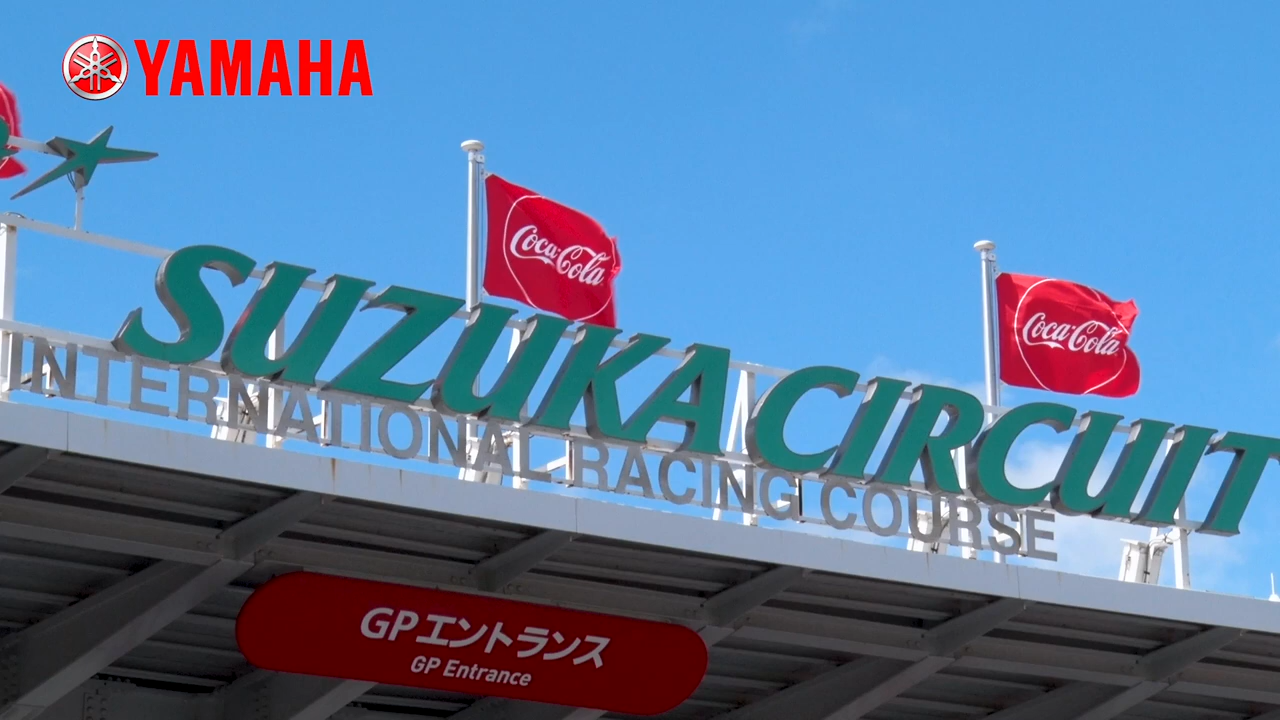 YAMAHA
Coca-Cola
Coca-Cola
SUZUKA CIRCUIT
INTERNATIONAL RACING COURSE
GPエントランス
GP Entrance